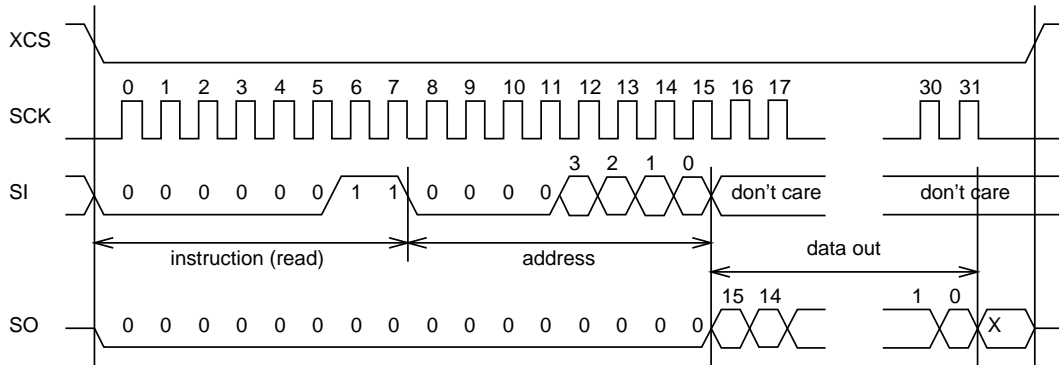 XCS
0 1 2 3 4 5 6 7 8 9 10 11 12 13 14 15 16 17 30 31
SCK
3 2 1 0
SI 0 0 0 0 0 0 1 1 0 0 0 0 don't care don't care
instruction (read) address data out
15 14 1 0
SO 0 0 0 0 0 0 0 0 0 0 0 0 0 0 0 0 X